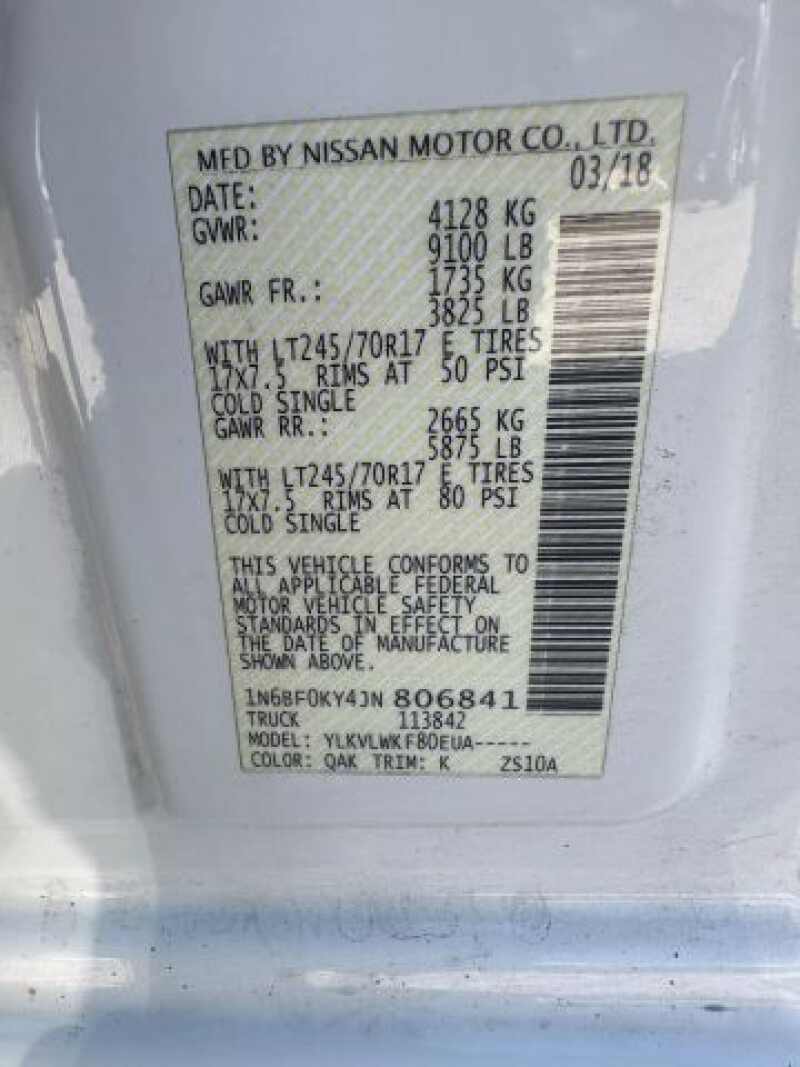 MFD BY NISSAN MOTOR CO., LTD.
DATE: 03/18
GVWR: 4128 KG
9100 LB
GAWR FR.: 1735 KG
3825 LB
WITH LT245/70R17 E TIRES
17X7.5 RIMS AT 50 PSI
COLD SINGLE
GAWR RR.: 2665 KG
5875 LB
WITH LT245/70R17 E TIRES
17X7.5 RIMS AT 80 PSI
COLD SINGLE
THIS VEHICLE CONFORMS TO
ALL APPLICABLE FEDERAL
MOTOR VEHICLE SAFETY
STANDARDS IN EFFECT ON
THE DATE OF MANUFACTURE
SHOWN ABOVE.
1N6BF0KY4JN 806841
TRUCK 113842
MODEL: YLKVLWKF80EUA-----
COLOR: QAK TRIM: K ZS10A